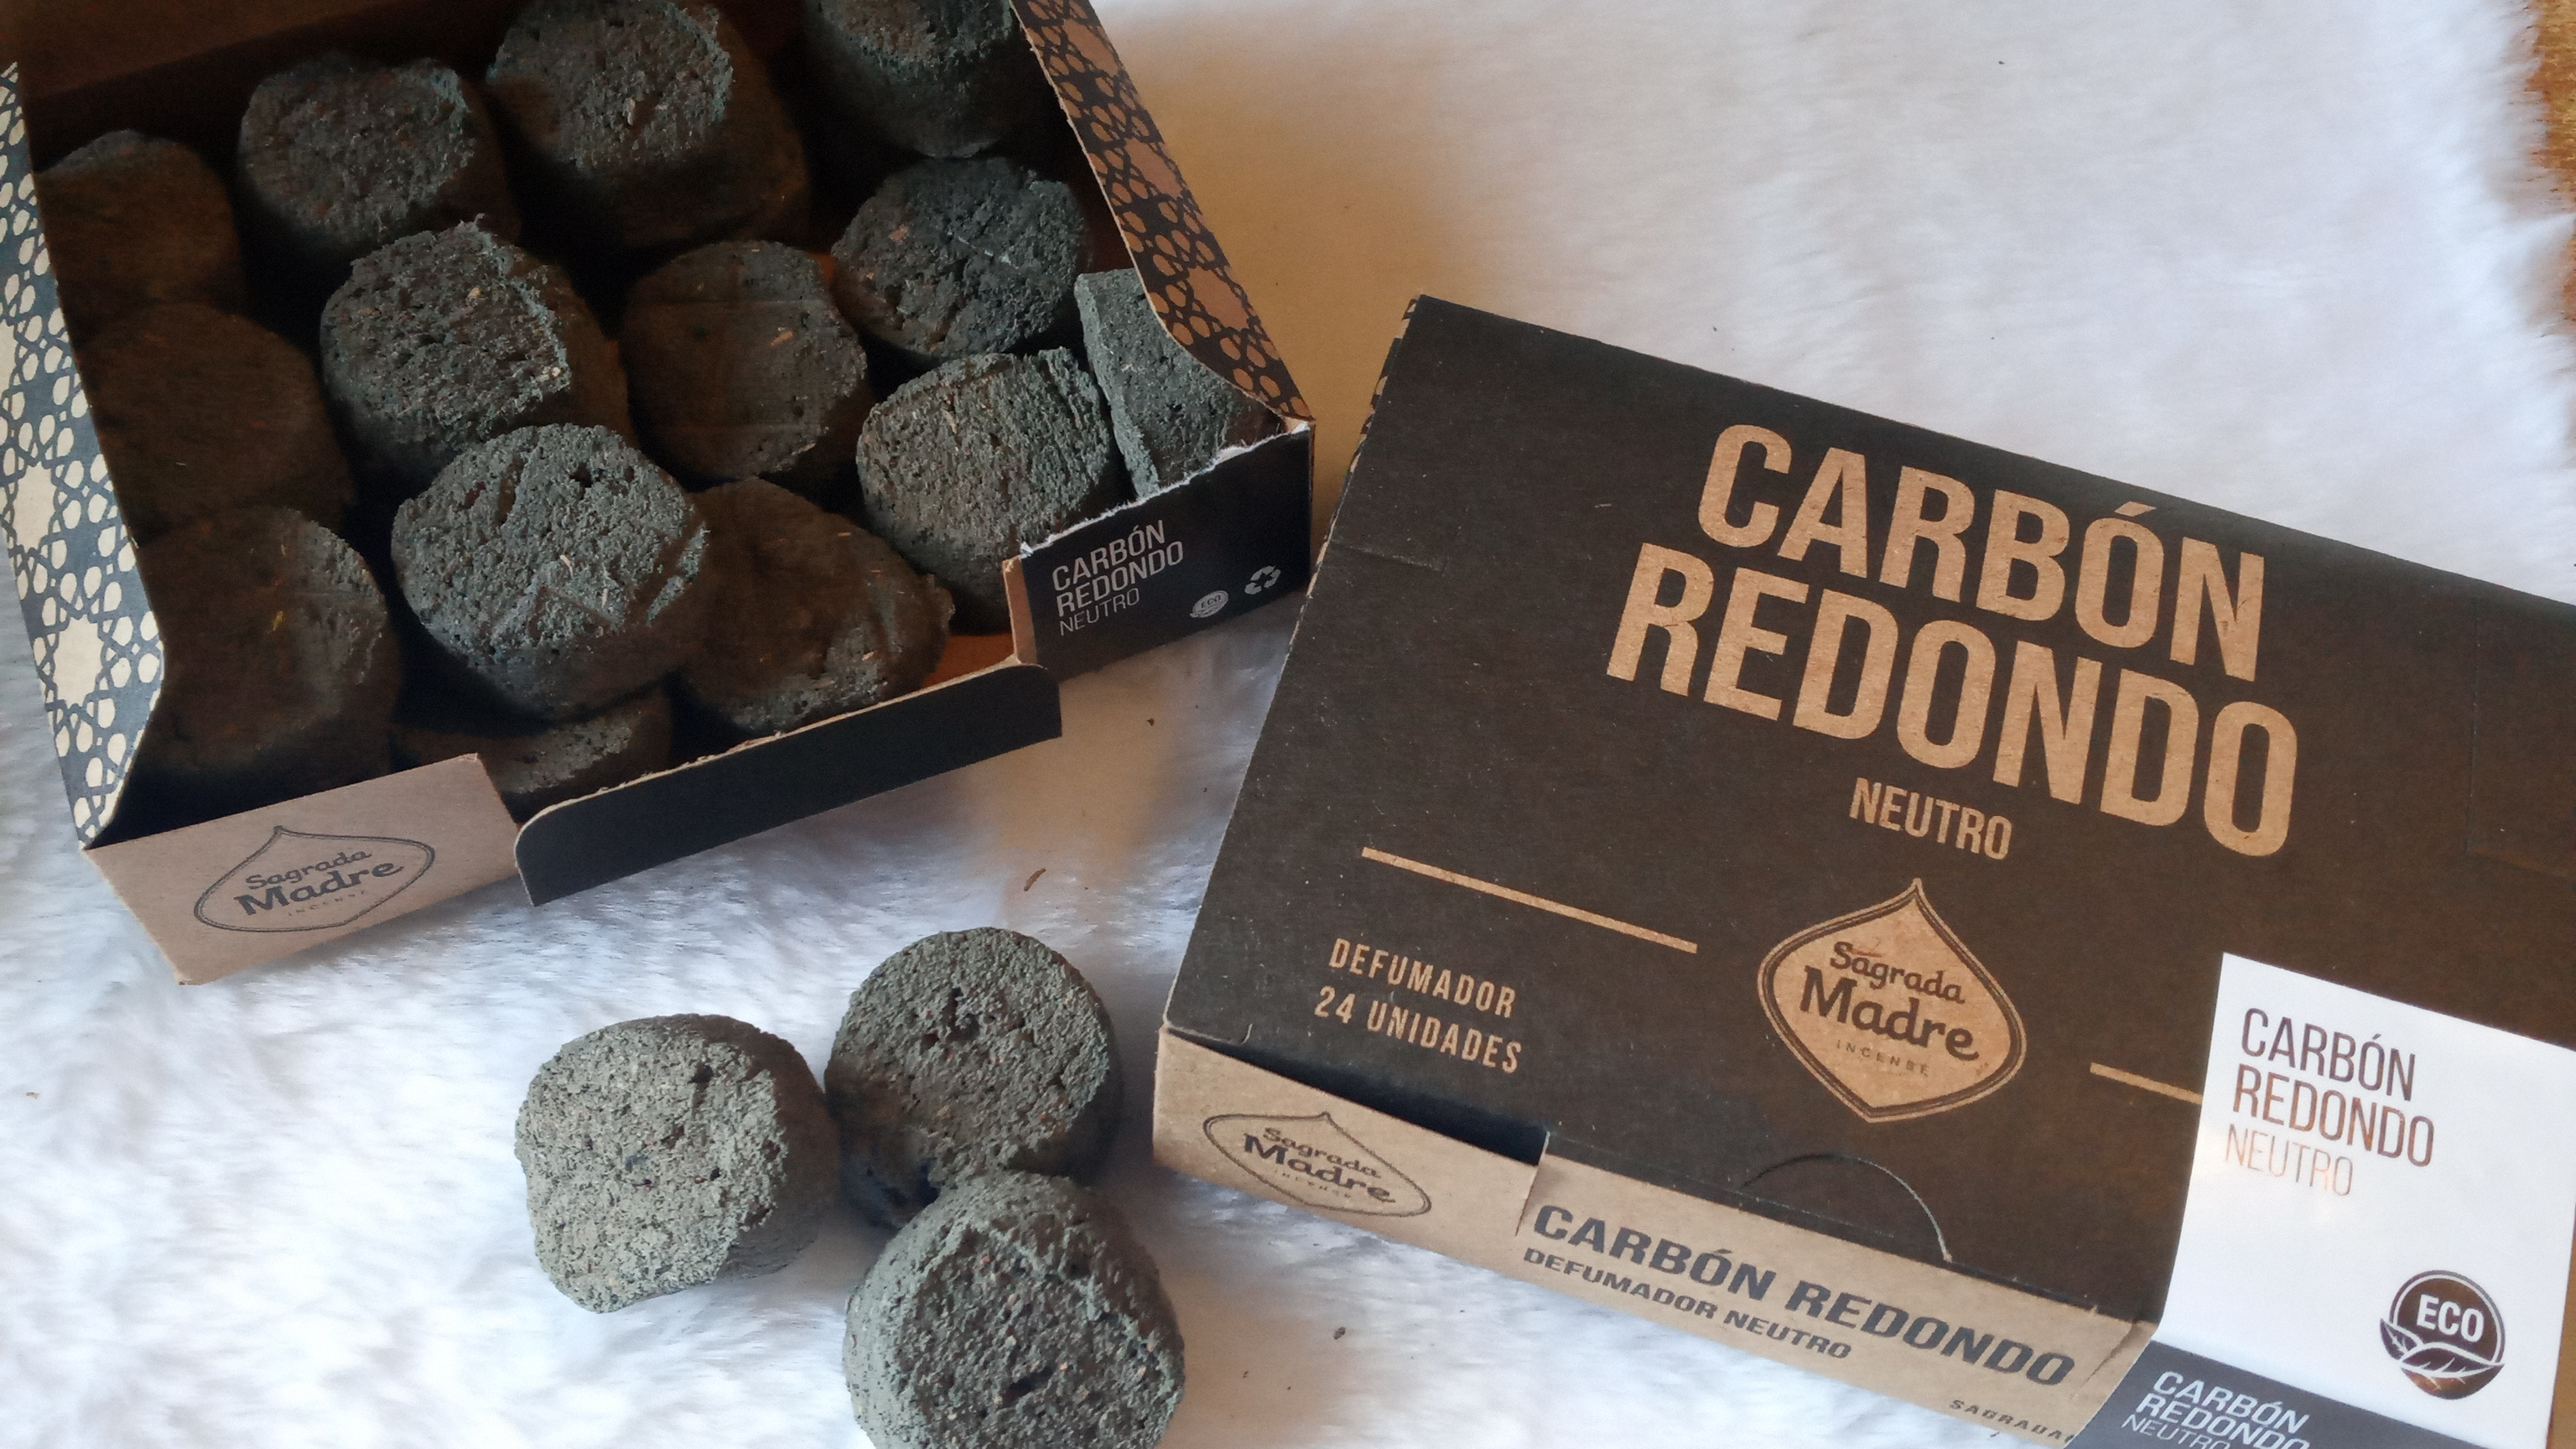 CARBÓN
REDONDO
NEUTRO
ECO
Sagrada
Madre
INCENSE
CARBÓN
REDONDO
NEUTRO
DEFUMADOR
24 UNIDADES
Sagrada
Madre
INCENSE
Sagrada
Madre
INCENSE
CARBÓN REDONDO
DEFUMADOR NEUTRO
CARBÓN
REDONDO
NEUTRO
ECO
CARBÓN
REDONDO
NEUTRO